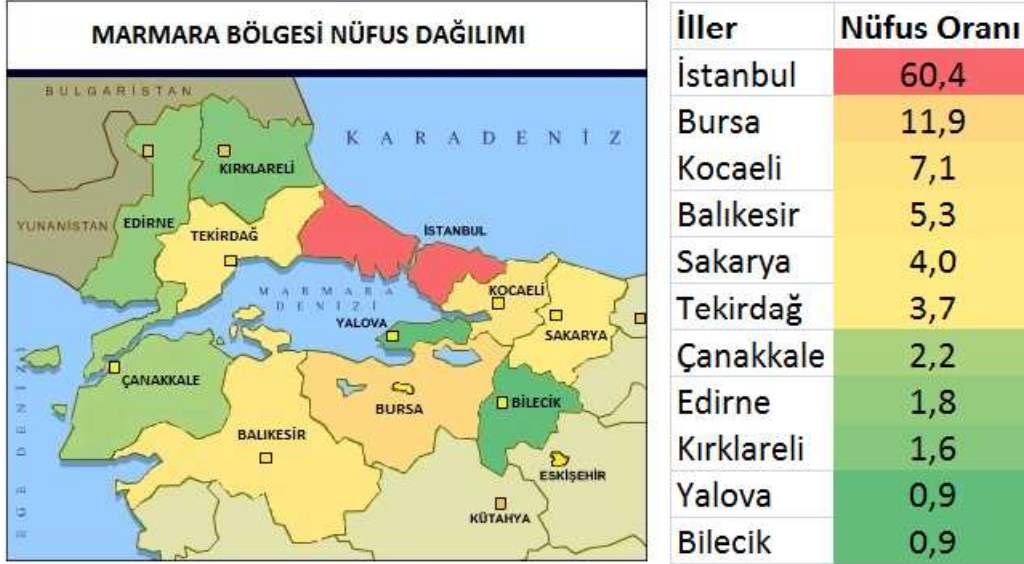 MARMARA BÖLGESİ NÜFUS DAĞILIMI
BULGARİSTAN
KARADENİZ
KIRKLARELİ
YUNANİSTAN
EDİRNE
TEKİRDAĞ
İSTANBUL
MARMARA
DENİZİ
KOCAELİ
YALOVA
SAKARYA
ÇANAKKALE
BURSA
BİLECİK
BALIKESİR
EGE DENİZİ
ESKİŞEHİR
KÜTAHYA
İller Nüfus Oranı
İstanbul 60,4
Bursa 11,9
Kocaeli 7,1
Balıkesir 5,3
Sakarya 4,0
Tekirdağ 3,7
Çanakkale 2,2
Edirne 1,8
Kırklareli 1,6
Yalova 0,9
Bilecik 0,9